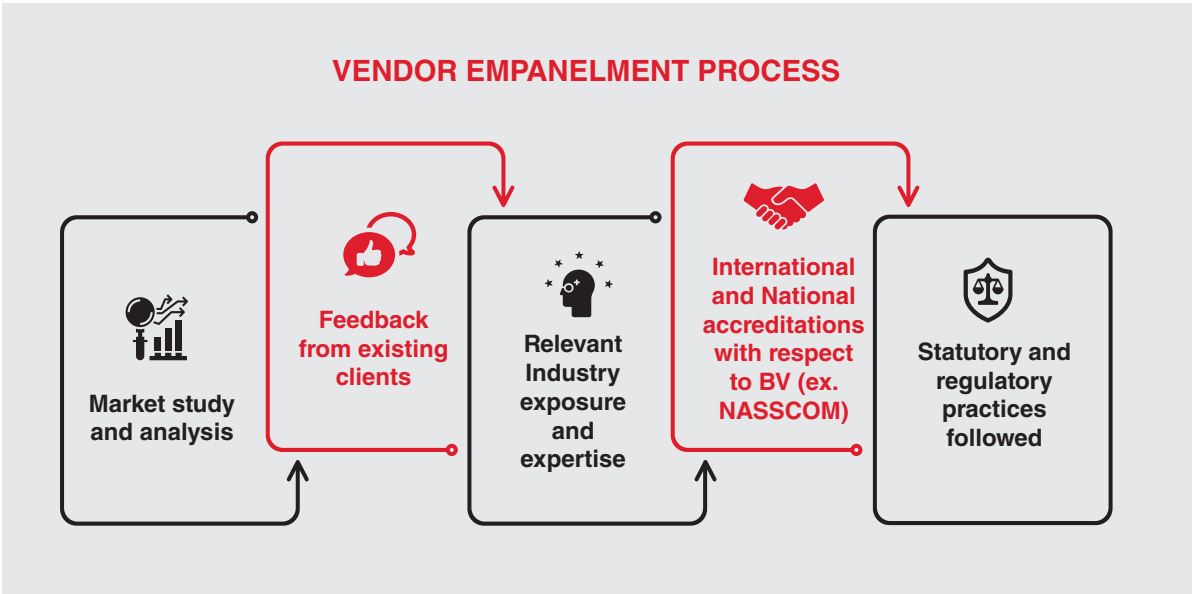 VENDOR EMPANELMENT PROCESS
Market study
and analysis
Feedback
from existing
clients
Relevant
Industry
exposure
and
expertise
International
and National
accreditations
with respect
to BV (ex.
NASSCOM)
Statutory and
regulatory
practices
followed